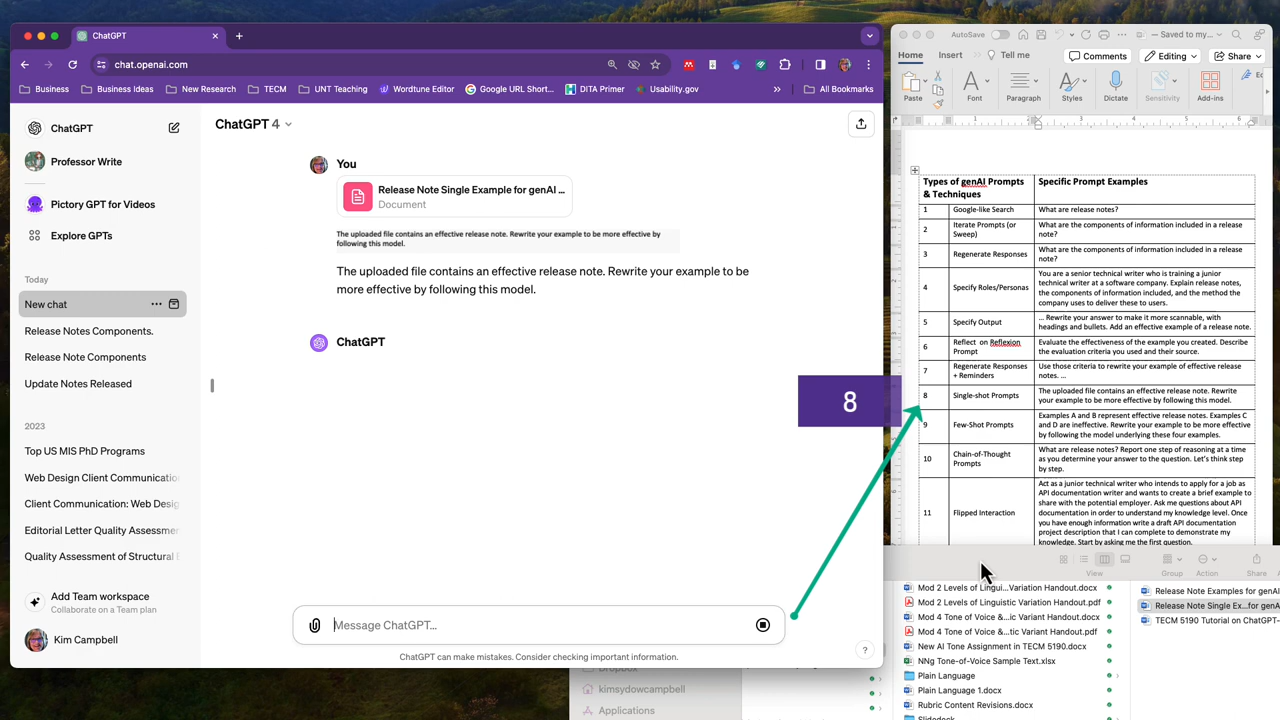 ChatGPT
chat.openai.com
Business
Business Ideas
New Research
TECM
UNT Teaching
Wordtune Editor
Google URL Short...
DITA Primer
Usability.gov
»
All Bookmarks
ChatGPT
Professor Write
Pictory GPT for Videos
Explore GPTs
Today
New chat
Release Notes Components.
Release Note Components
Update Notes Released
2023
Top US MIS PhD Programs
Web Design Client Communicatio
Client Communication: Web Desig
Editorial Letter Quality Assessmer
Quality Assessment of Structural E
Add Team workspace
Collaborate on a Team plan
Kim Campbell
ChatGPT 4
You
Release Note Single Example for genAI ...
Document
The uploaded file contains an effective release note. Rewrite your example to be more effective by
following this model.
The uploaded file contains an effective release note. Rewrite your example to be
more effective by following this model.
ChatGPT
Message ChatGPT...
ChatGPT can make mistakes. Consider checking important information.
?
8
AutoSave
— Saved to my...
Home
Insert
Tell me
Comments
Editing
Share
Paste
Font
Paragraph
Styles
Dictate
Sensitivity
Add-ins
Ec
1
3
4
5
6
Types of genAI Prompts
& Techniques
Specific Prompt Examples
1
Google-like Search
What are release notes?
2
Iterate Prompts (or
Sweep)
What are the components of information included in a release
note?
3
Regenerate Responses
What are the components of information included in a release
note?
4
Specify Roles/Personas
You are a senior technical writer who is training a junior
technical writer at a software company. Explain release notes,
the components of information included, and the method the
company uses to deliver these to users.
5
Specify Output
... Rewrite your answer to make it more scannable, with
headings and bullets. Add an effective example of a release note.
6
Reflect on Reflexion
Prompt
Evaluate the effectiveness of the example you created. Describe
the evaluation criteria you used and their source.
7
Regenerate Responses
+ Reminders
Use those criteria to rewrite your example of effective release
notes. ...
8
Single-shot Prompts
The uploaded file contains an effective release note. Rewrite
your example to be more effective by following this model.
9
Few-Shot Prompts
Examples A and B represent effective release notes. Examples C
and D are ineffective. Rewrite your example to be more effective
by following the model underlying these four examples.
10
Chain-of-Thought
Prompts
What are release notes? Report one step of reasoning at a time
as you determine your answer to the question. Let's think step
by step.
11
Flipped Interaction
Act as a junior technical writer who intends to apply for a job as
API documentation writer and wants to create a brief example to
share with the potential employer. Ask me questions about API
documentation in order to understand my knowledge level. Once
you have enough information write a draft API documentation
project description that I can complete to demonstrate my
knowledge. Start by asking me the first question.
View
Group
Action
Share
Mod 2 Levels of Lingui...Variation Handout.docx
Mod 2 Levels of Linguistic Variation Handout.pdf
Mod 4 Tone of Voice &...tic Variant Handout.docx
Mod 4 Tone of Voice &...tic Variant Handout.pdf
New AI Tone Assignment in TECM 5190.docx
NNg Tone-of-Voice Sample Text.xlsx
Plain Language
Plain Language 1.docx
Rubric Content Revisions.docx
Slidedeck
Release Note Examples for genAI
Release Note Single Ex...for genA
TECM 5190 Tutorial on ChatGPT-
Dropbox
kimsydowcampbell
Applications